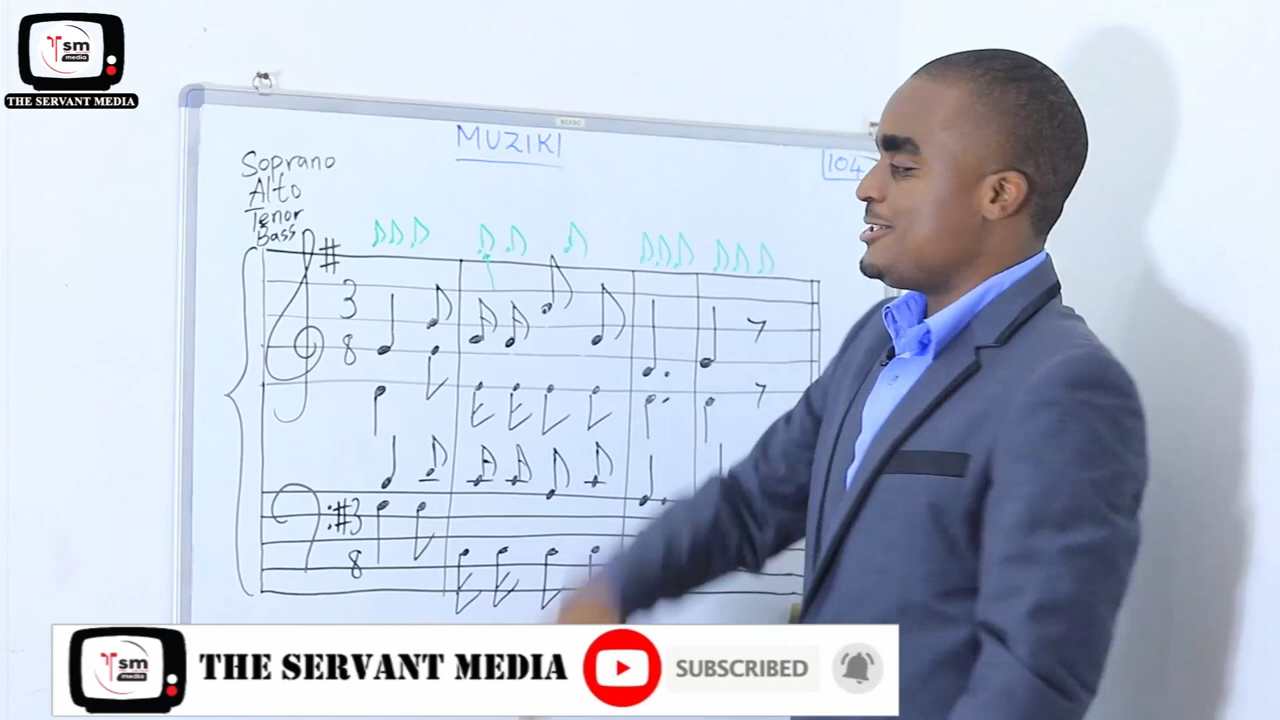 sm
media
THE SERVANT MEDIA
MUZIKI
104
Soprano
Alto
Tenor
Bass
3
8
3
8
sm
media
THE SERVANT MEDIA
SUBSCRIBED